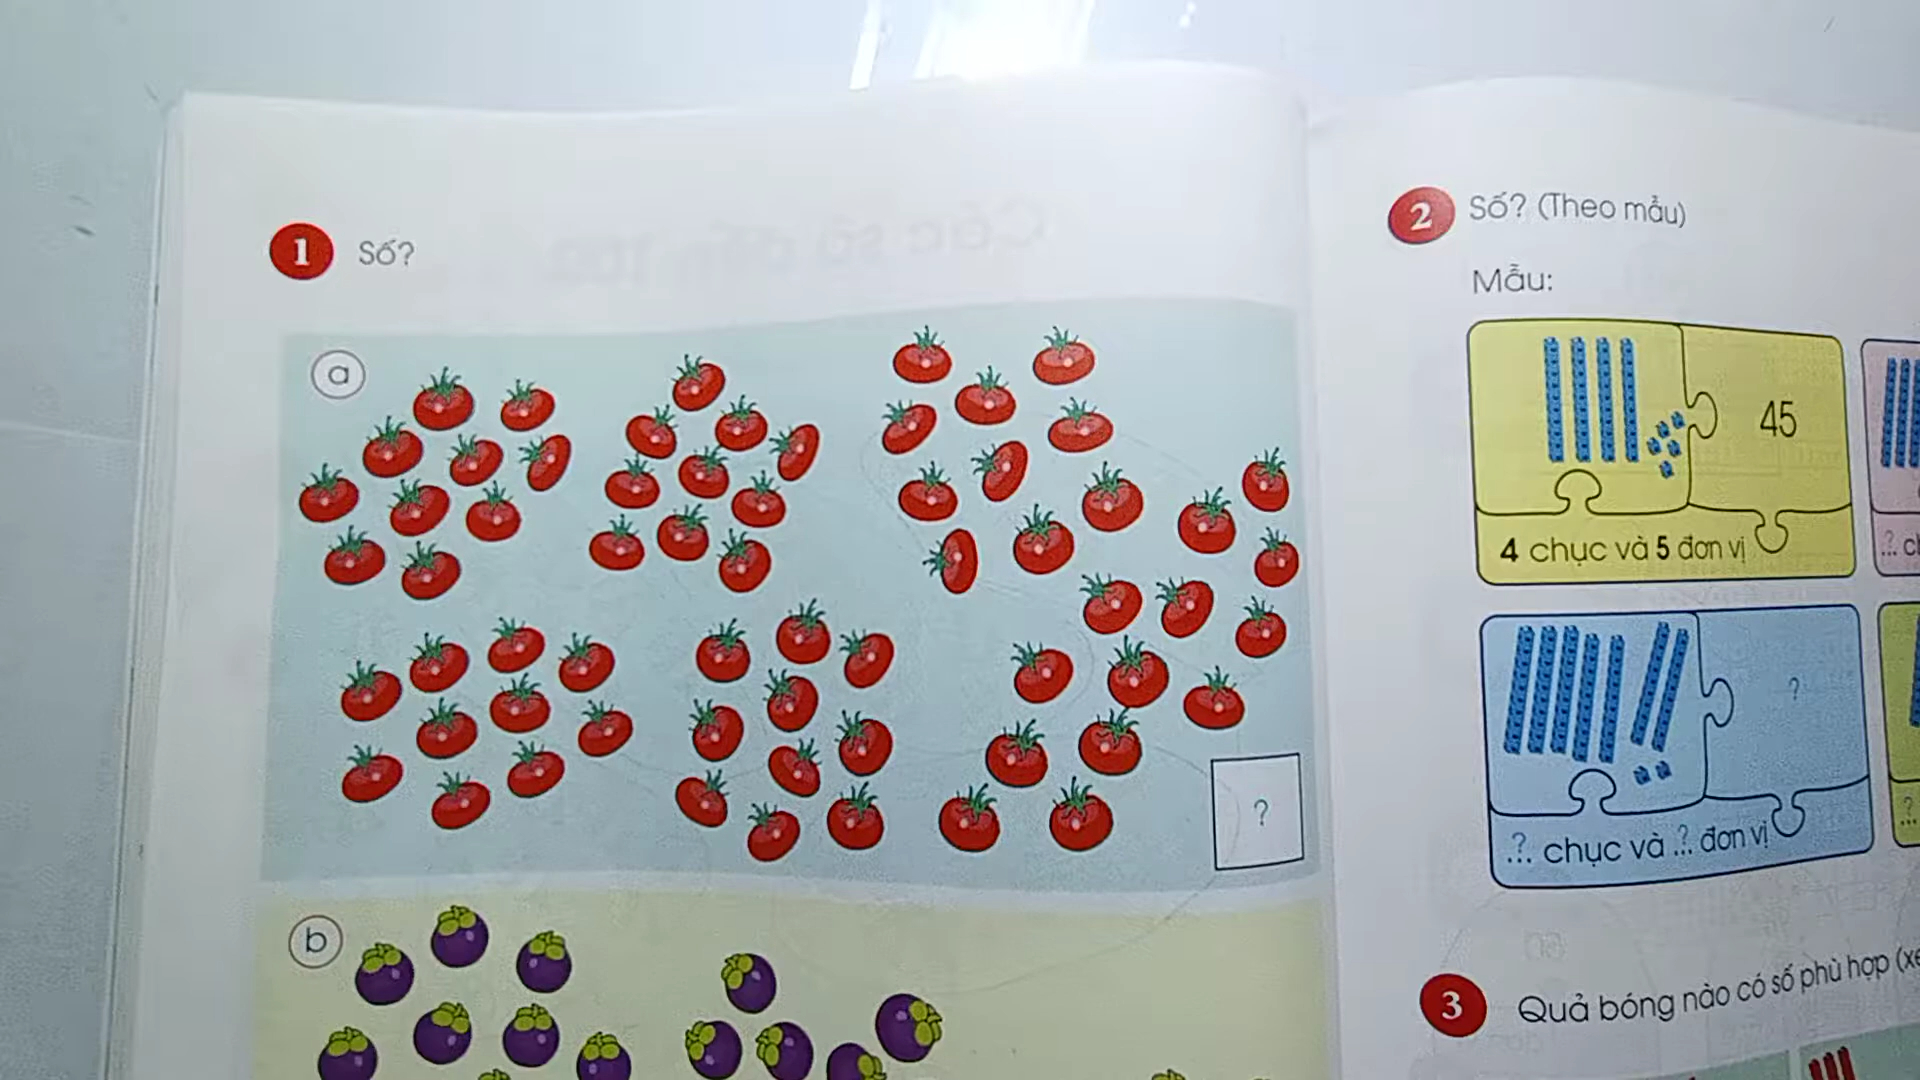 1 Số?
a
?
b
2 Số? (Theo mẫu)
Mẫu:
45
4 chục và 5 đơn vị
?
.?. chục và .?. đơn vị
.?.
.?.
3 Quả bóng nào có số phù hợp